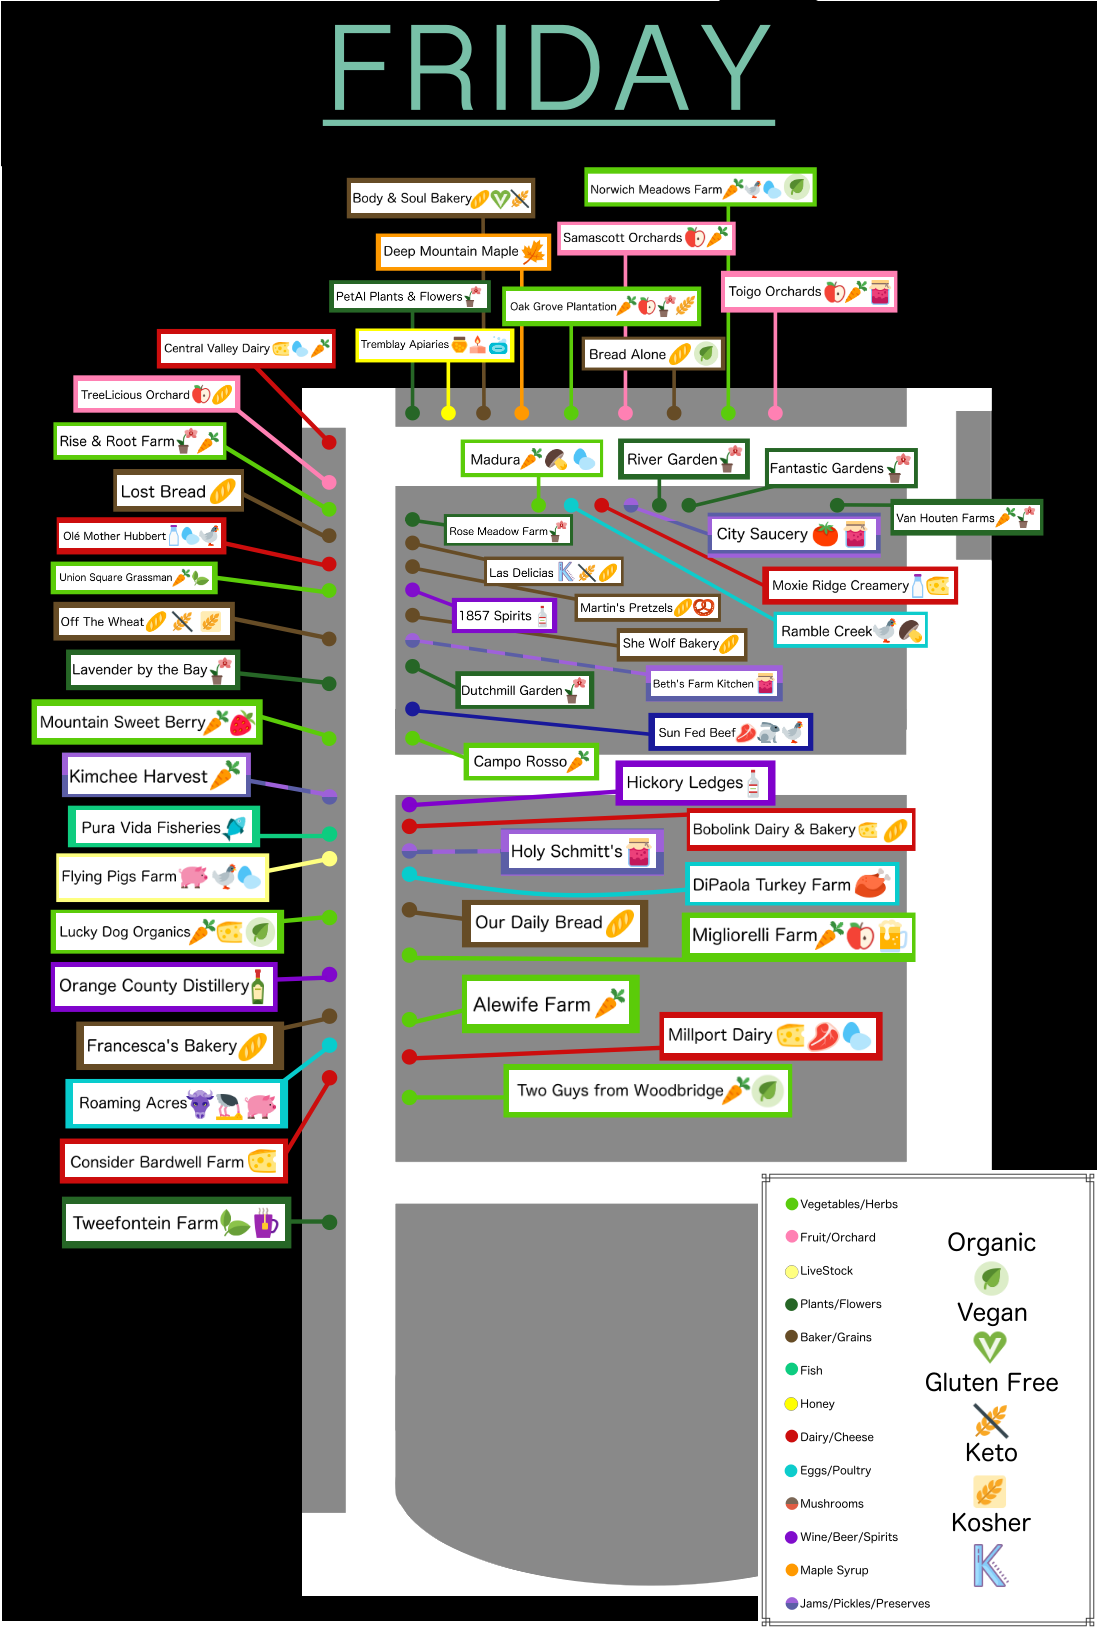 FRIDAY
Norwich Meadows Farm
Body & Soul Bakery
Samascott Orchards
Deep Mountain Maple
Toigo Orchards
PetAl Plants & Flowers
Oak Grove Plantation
Tremblay Apiaries
Bread Alone
Central Valley Dairy
TreeLicious Orchard
Rise & Root Farm
Lost Bread
Olé Mother Hubbert
Union Square Grassman
Off The Wheat
Lavender by the Bay
Mountain Sweet Berry
Kimchee Harvest
Pura Vida Fisheries
Flying Pigs Farm
Lucky Dog Organics
Orange County Distillery
Francesca's Bakery
Roaming Acres
Consider Bardwell Farm
Tweefontein Farm
Madura
River Garden
Fantastic Gardens
Van Houten Farms
Rose Meadow Farm
City Saucery
Las Delicias
Moxie Ridge Creamery
Martin's Pretzels
1857 Spirits
Ramble Creek
She Wolf Bakery
Beth's Farm Kitchen
Dutchmill Garden
Sun Fed Beef
Campo Rosso
Hickory Ledges
Bobolink Dairy & Bakery
Holy Schmitt's
DiPaola Turkey Farm
Our Daily Bread
Migliorelli Farm
Alewife Farm
Millport Dairy
Two Guys from Woodbridge
Vegetables/Herbs
Fruit/Orchard
LiveStock
Plants/Flowers
Baker/Grains
Fish
Honey
Dairy/Cheese
Eggs/Poultry
Mushrooms
Wine/Beer/Spirits
Maple Syrup
Jams/Pickles/Preserves
Organic
Vegan
Gluten Free
Keto
Kosher